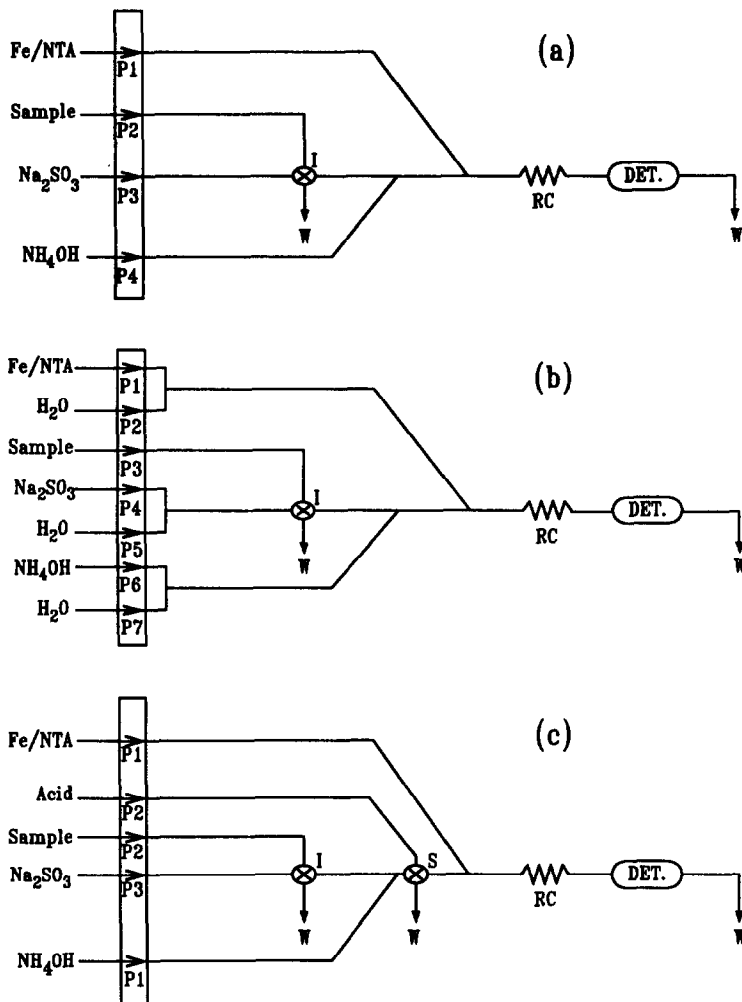 (a)
Fe/NTA P1
Sample P2
Na₂SO₃ P3 I
RC DET.
W W
NH₄OH P4
(b)
Fe/NTA P1
H₂O P2
Sample P3
Na₂SO₃ P4 I
RC DET.
H₂O P5 W W
NH₄OH P6
H₂O P7
(c)
Fe/NTA P1
Acid P2
Sample P2
Na₂SO₃ P3 I S
RC DET.
W W W
NH₄OH P1